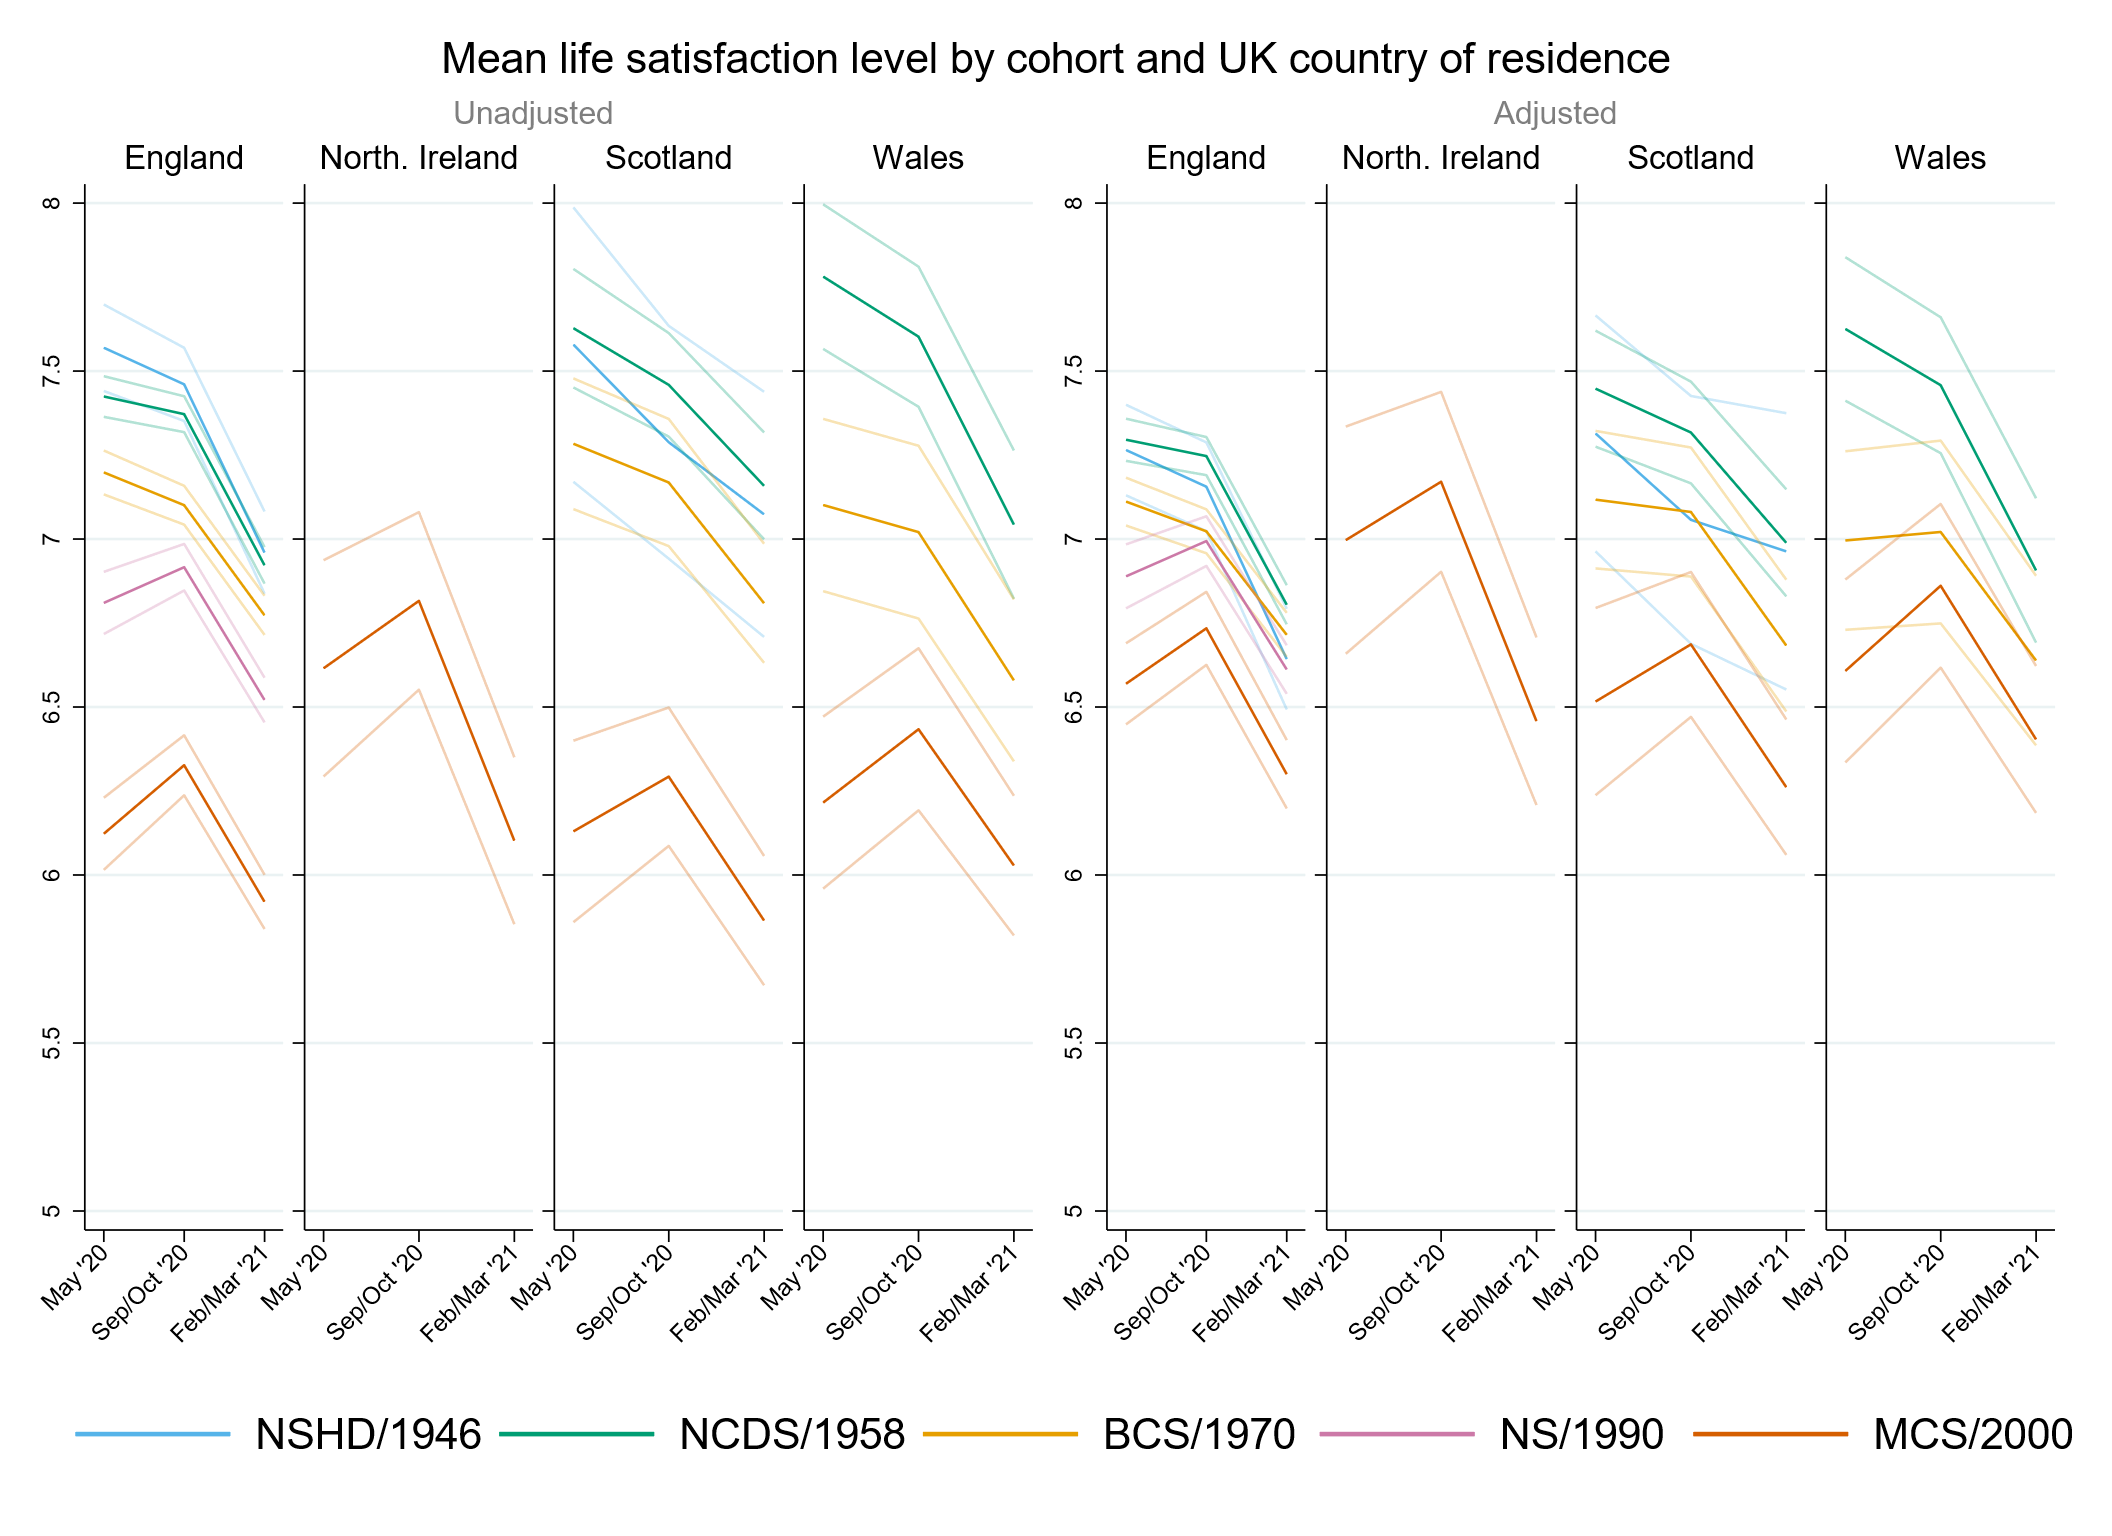 Mean life satisfaction level by cohort and UK country of residence
Unadjusted
Adjusted
England
North. Ireland
Scotland
Wales
England
North. Ireland
Scotland
Wales
8
7.5
7
6.5
6
5.5
5
8
7.5
7
6.5
6
5.5
5
May '20
Sep/Oct '20
Feb/Mar '21
May '20
Sep/Oct '20
Feb/Mar '21
May '20
Sep/Oct '20
Feb/Mar '21
May '20
Sep/Oct '20
Feb/Mar '21
May '20
Sep/Oct '20
Feb/Mar '21
May '20
Sep/Oct '20
Feb/Mar '21
May '20
Sep/Oct '20
Feb/Mar '21
May '20
Sep/Oct '20
Feb/Mar '21
NSHD/1946
NCDS/1958
BCS/1970
NS/1990
MCS/2000